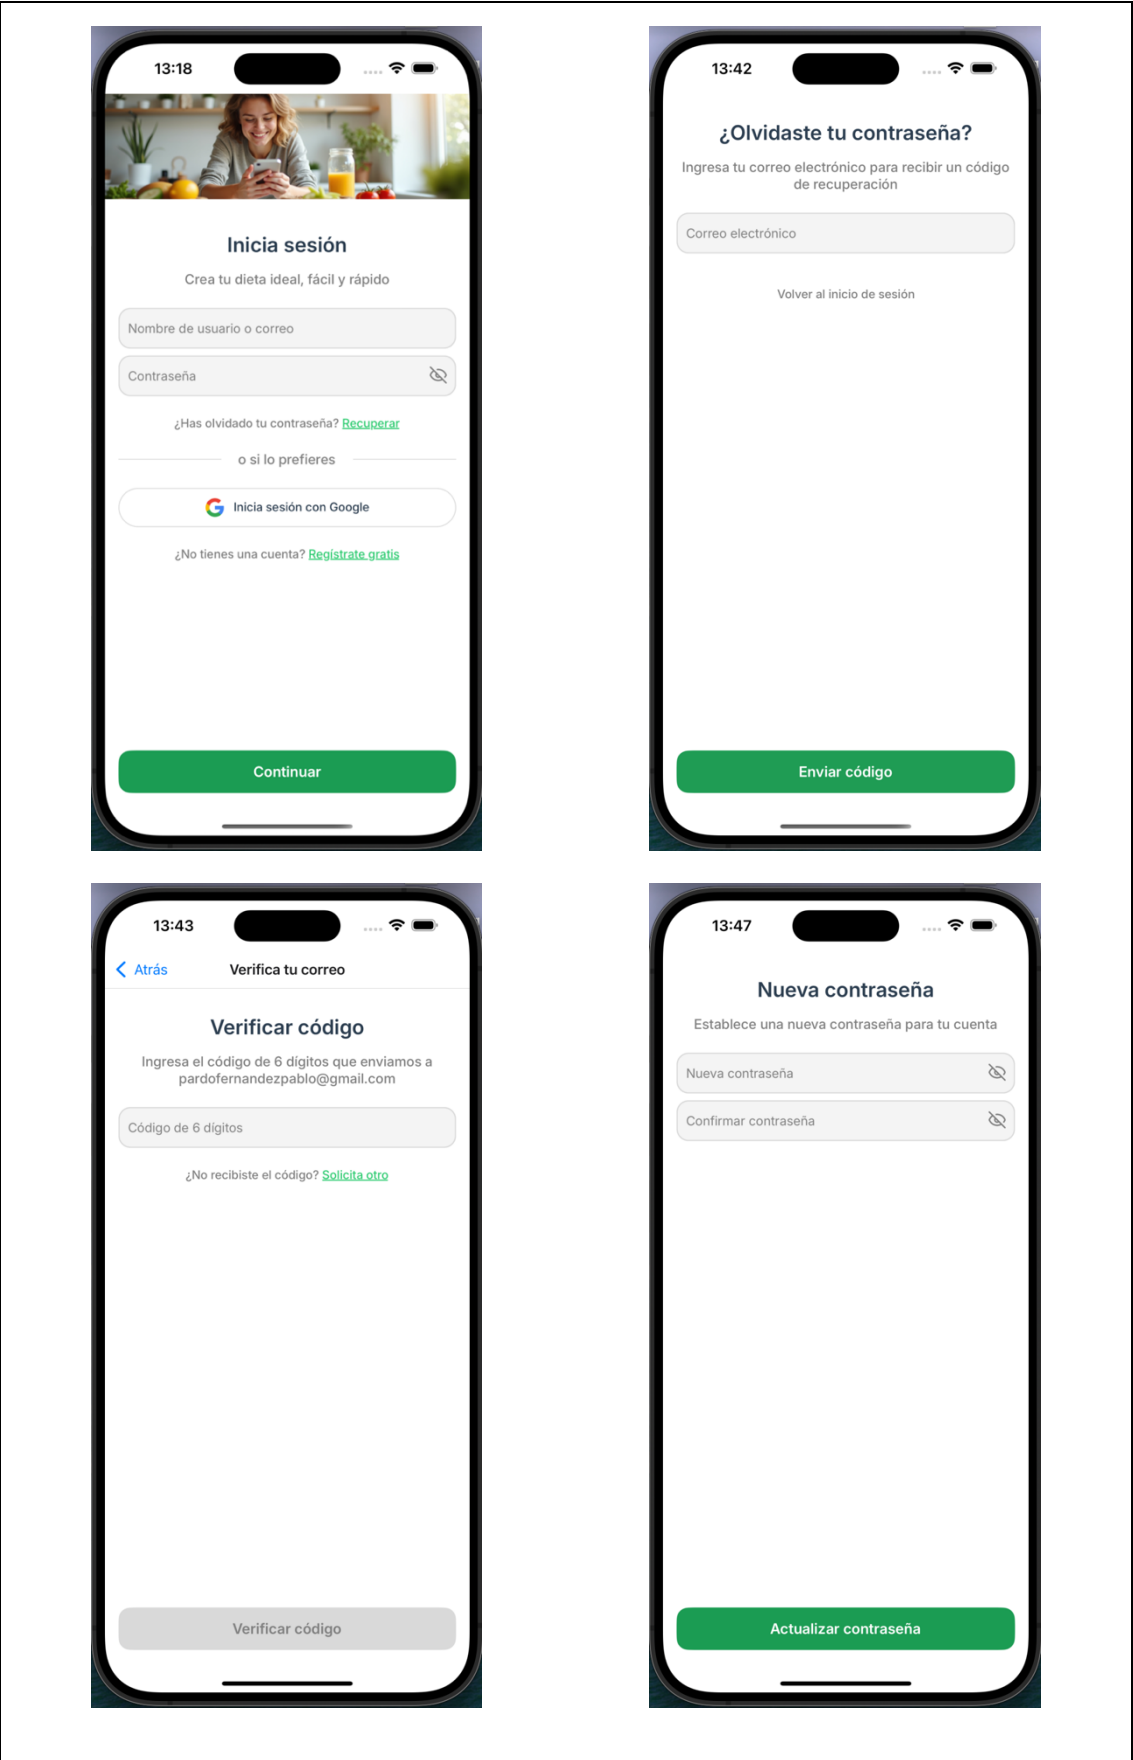 13:18
Inicia sesión
Crea tu dieta ideal, fácil y rápido
Nombre de usuario o correo
Contraseña
¿Has olvidado tu contraseña? Recuperar
o si lo prefieres
Inicia sesión con Google
¿No tienes una cuenta? Regístrate gratis
Continuar
13:42
¿Olvidaste tu contraseña?
Ingresa tu correo electrónico para recibir un código
de recuperación
Correo electrónico
Volver al inicio de sesión
Enviar código
13:43
Atrás
Verifica tu correo
Verificar código
Ingresa el código de 6 dígitos que enviamos a
pardofernandezpablo@gmail.com
Código de 6 dígitos
¿No recibiste el código? Solicita otro
Verificar código
13:47
Nueva contraseña
Establece una nueva contraseña para tu cuenta
Nueva contraseña
Confirmar contraseña
Actualizar contraseña